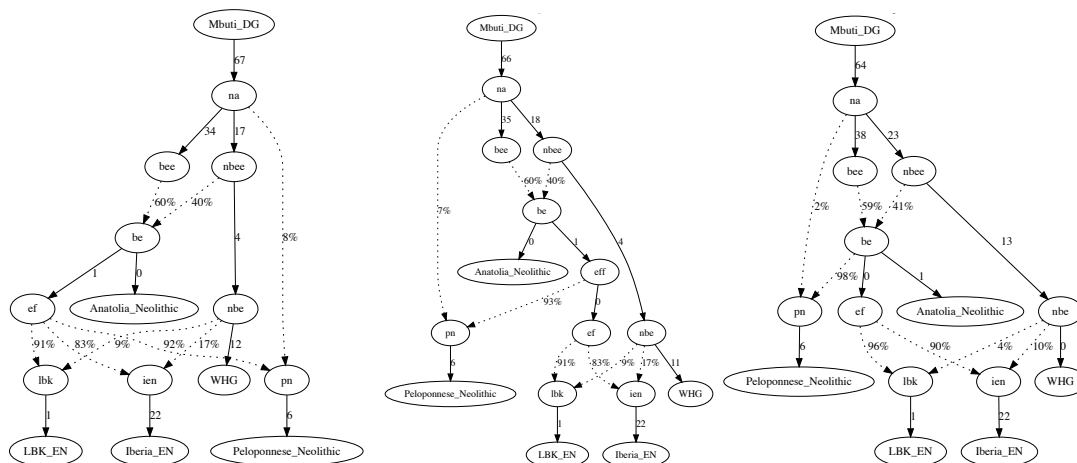 Mbuti_DG
67
na
34
17
bee
nbee
60%
40%
8%
be
4
1
0
ef
Anatolia_Neolithic
nbe
91%
83%
9%
92%
17%
12
lbk
ien
WHG
pn
1
22
6
LBK_EN
Iberia_EN
Peloponnese_Neolithic
Mbuti_DG
66
na
35
18
bee
nbee
7%
60%
40%
be
0
1
4
Anatolia_Neolithic
eff
93%
0
pn
ef
nbe
6
91%
83%
9%
17%
11
Peloponnese_Neolithic
lbk
ien
WHG
1
22
LBK_EN
Iberia_EN
Mbuti_DG
64
na
38
23
bee
nbee
2%
59%
41%
be
13
98%
0
1
pn
ef
Anatolia_Neolithic
nbe
6
96%
90%
4%
10%
0
Peloponnese_Neolithic
lbk
ien
WHG
1
22
LBK_EN
Iberia_EN